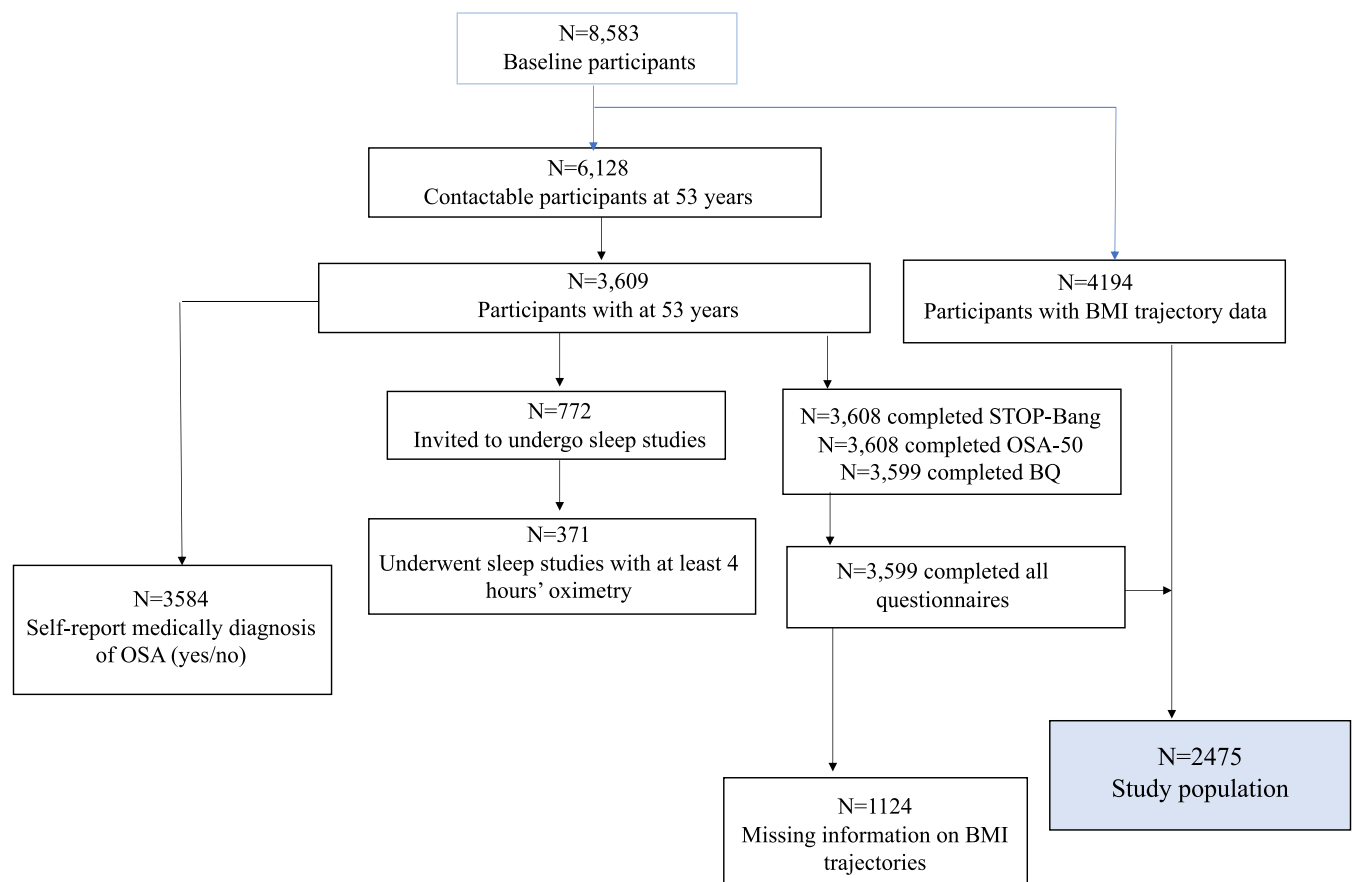 N=8,583
Baseline participants
N=6,128
Contactable participants at 53 years
N=3,609
Participants with at 53 years
N=4194
Participants with BMI trajectory data
N=772
Invited to undergo sleep studies
N=3,608 completed STOP-Bang
N=3,608 completed OSA-50
N=3,599 completed BQ
N=371
Underwent sleep studies with at least 4
hours’ oximetry
N=3,599 completed all
questionnaires
N=3584
Self-report medically diagnosis
of OSA (yes/no)
N=2475
Study population
N=1124
Missing information on BMI
trajectories